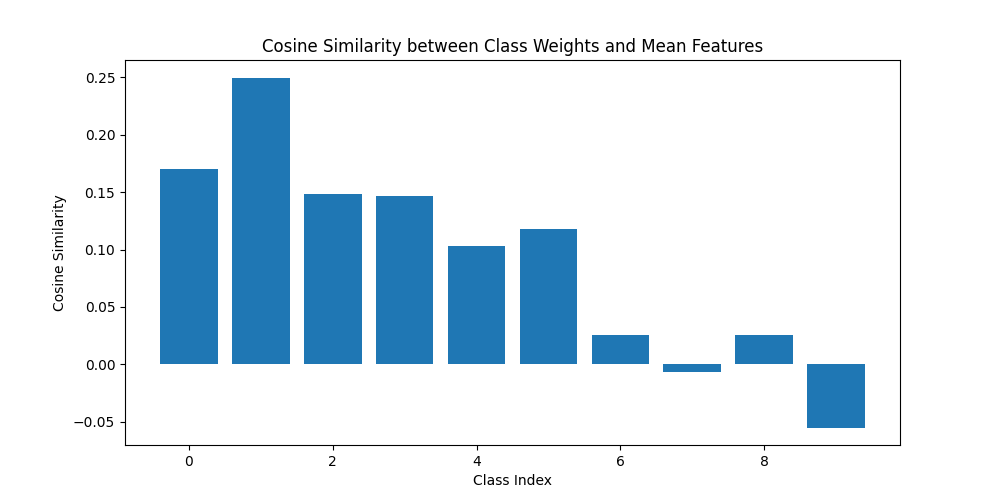 Cosine Similarity between Class Weights and Mean Features
0.25
0.20
0.15
0.10
0.05
0.00
−0.05
Cosine Similarity
0 2 4 6 8
Class Index